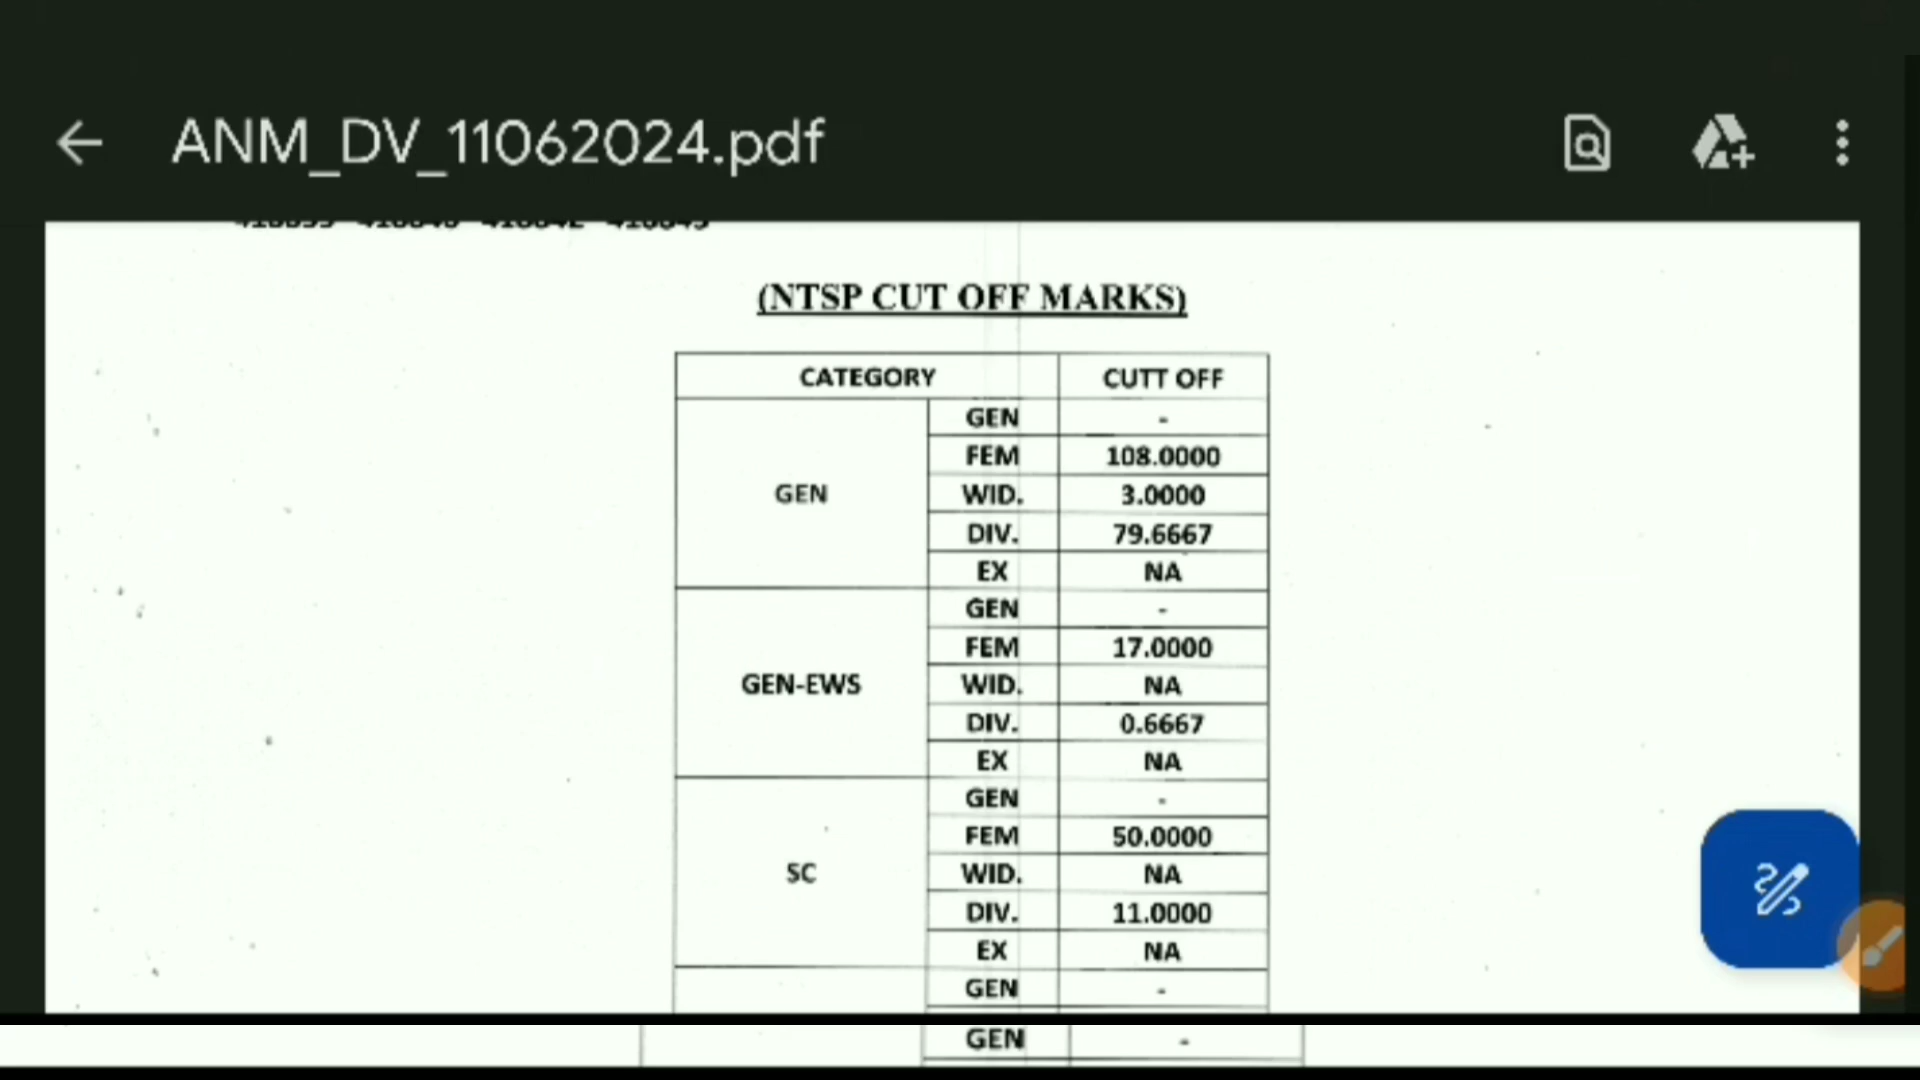 ANM_DV_11062024.pdf
(NTSP CUT OFF MARKS)
CATEGORY CUTT OFF
GEN -
FEM 108.0000
GEN WID. 3.0000
DIV. 79.6667
EX NA
GEN -
FEM 17.0000
GEN-EWS WID. NA
DIV. 0.6667
EX NA
GEN -
FEM 50.0000
SC WID. NA
DIV. 11.0000
EX NA
GEN -
GEN -